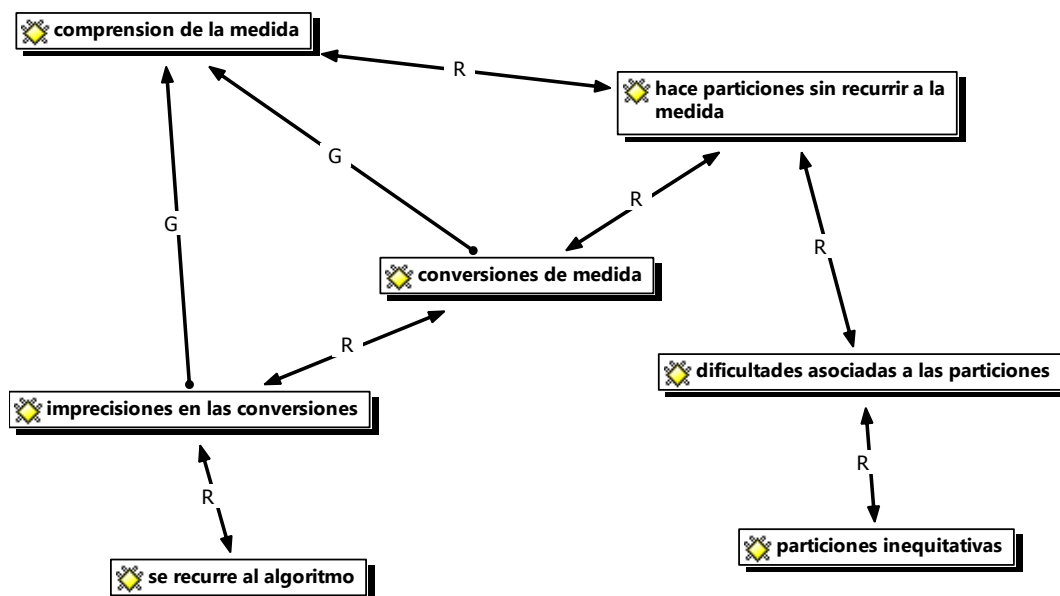 comprension de la medida
R
hace particiones sin recurrir a la
medida
G
R
G
R
conversiones de medida
R
dificultades asociadas a las particiones
imprecisiones en las conversiones
R
R
particiones inequitativas
se recurre al algoritmo